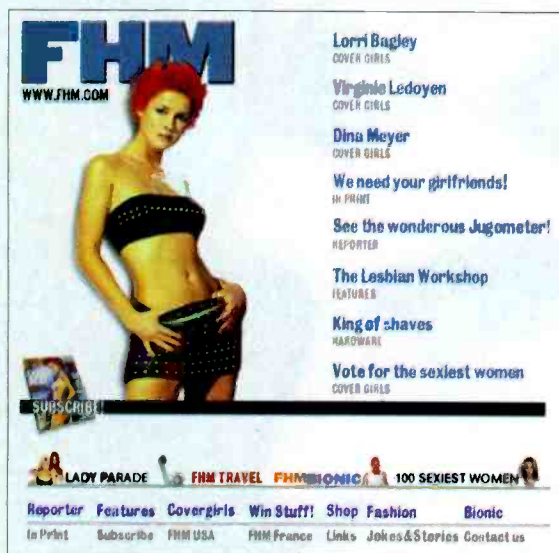 FHM
WWW.FHM.COM
Lorri Bagley
COVER GIRLS
Virginie Ledoyen
COVER GIRLS
Dina Meyer
COVER GIRLS
We need your girlfriends!
IN PRINT
See the wonderous Jugometer!
REPORTER
The Lesbian Workshop
FEATURES
King of shaves
HARDWARE
Vote for the sexiest women
COVER GIRLS
SUBSCRIBE!
LADY PARADE FHM TRAVEL FHMBIONIC 100 SEXIEST WOMEN
Reporter Features Covergirls Win Stuff! Shop Fashion Bionic
In Print Subscribe FHM USA FHM France Links Jokes&Stories Contact us